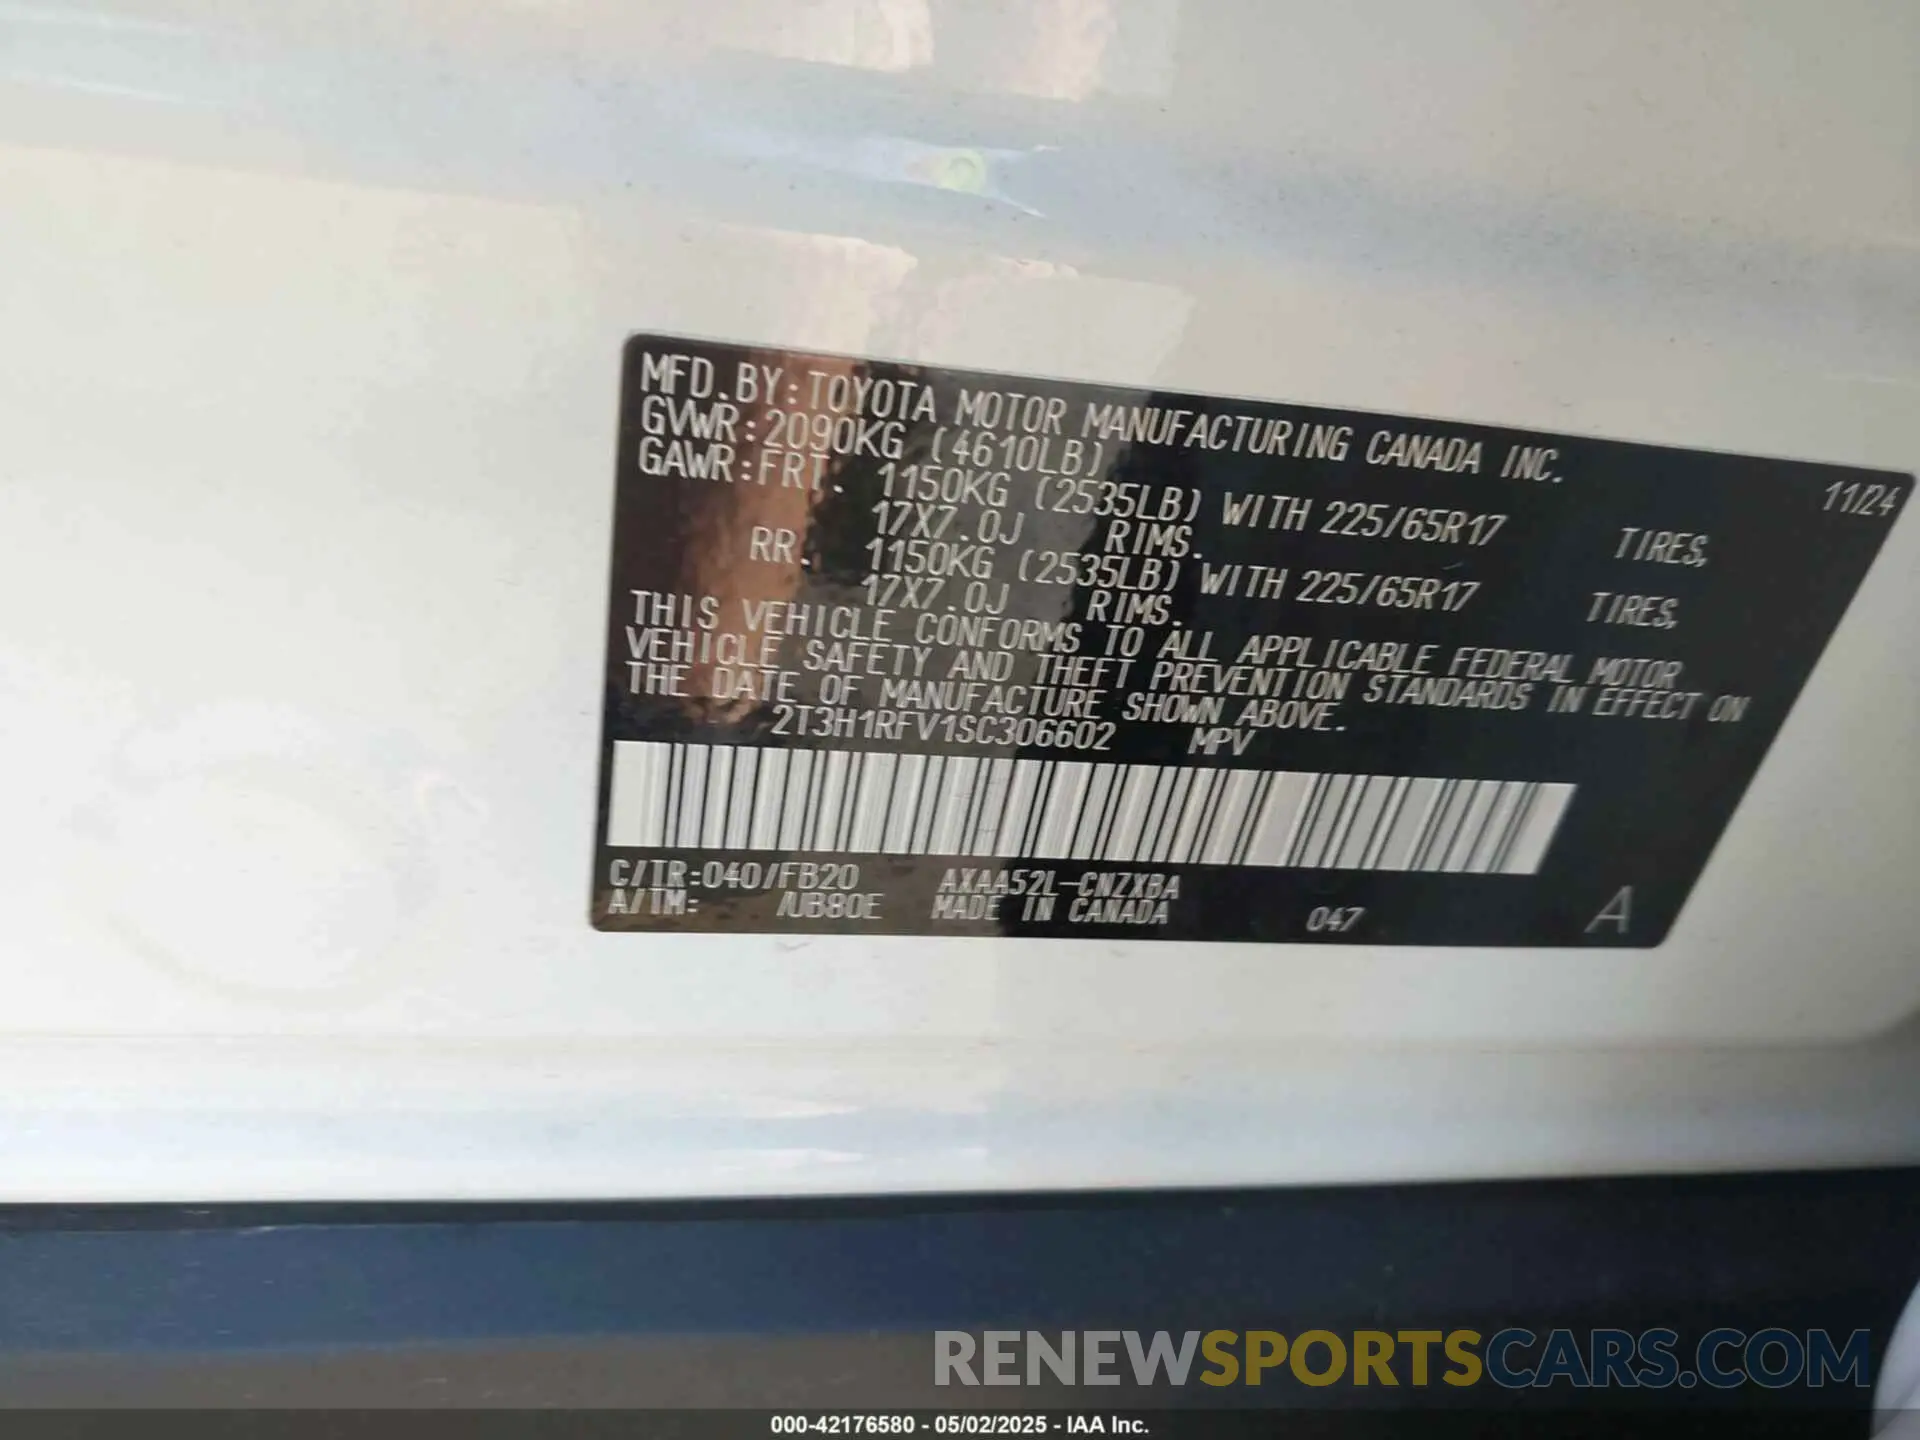 MFD.BY:TOYOTA MOTOR MANUFACTURING CANADA INC.
11/24
GVWR:2090KG (4610LB)
GAWR:FRT. 1150KG (2535LB) WITH 225/65R17 TIRES,
17X7.0J RIMS.
RR. 1150KG (2535LB) WITH 225/65R17 TIRES,
17X7.0J RIMS.
THIS VEHICLE CONFORMS TO ALL APPLICABLE FEDERAL MOTOR
VEHICLE SAFETY AND THEFT PREVENTION STANDARDS IN EFFECT ON
THE DATE OF MANUFACTURE SHOWN ABOVE.
2T3H1RFV1SC306602 MPV
C/TR:040/FB20 AXAA52L-CNZXBA
A/TM: /UB80E MADE IN CANADA 047 A
RENEWSPORTSCARS.COM
000-42176580 - 05/02/2025 - IAA Inc.